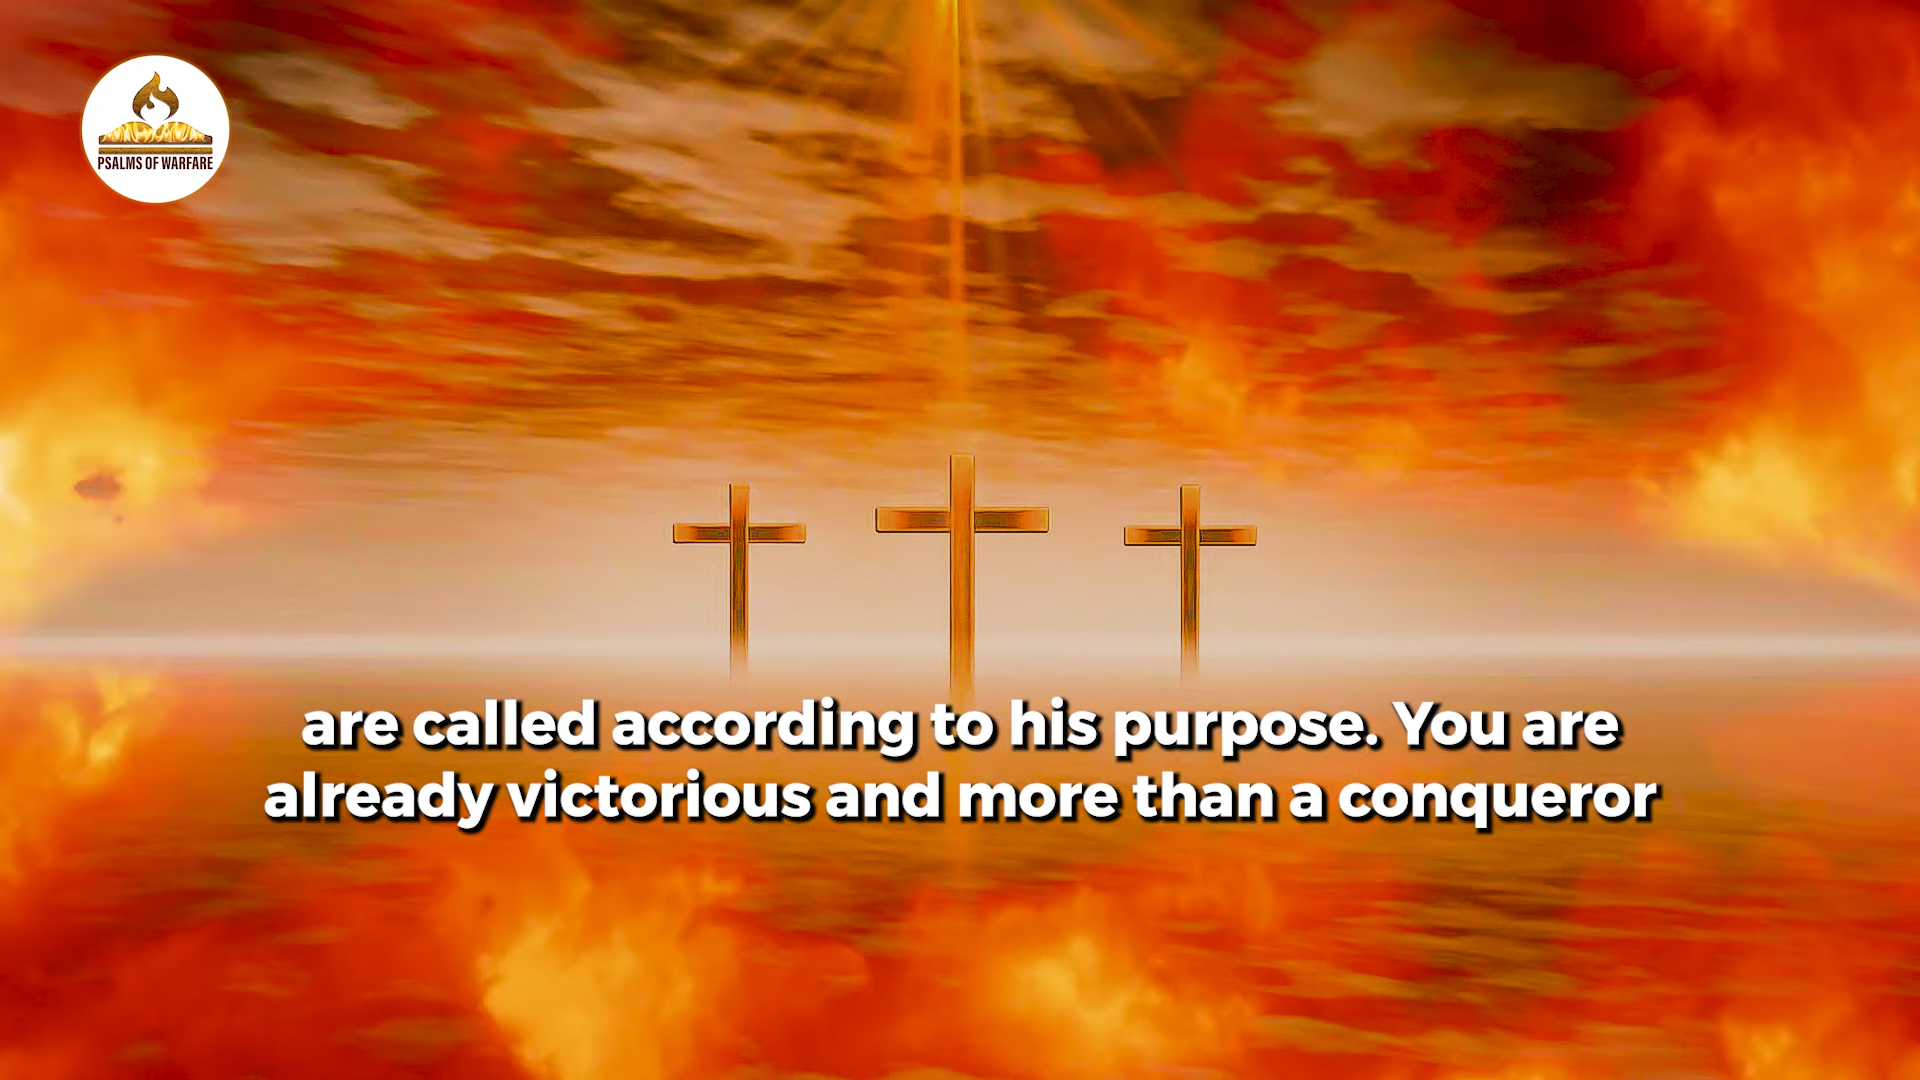 PSALMS OF WARFARE
are called according to his purpose. You are
already victorious and more than a conqueror